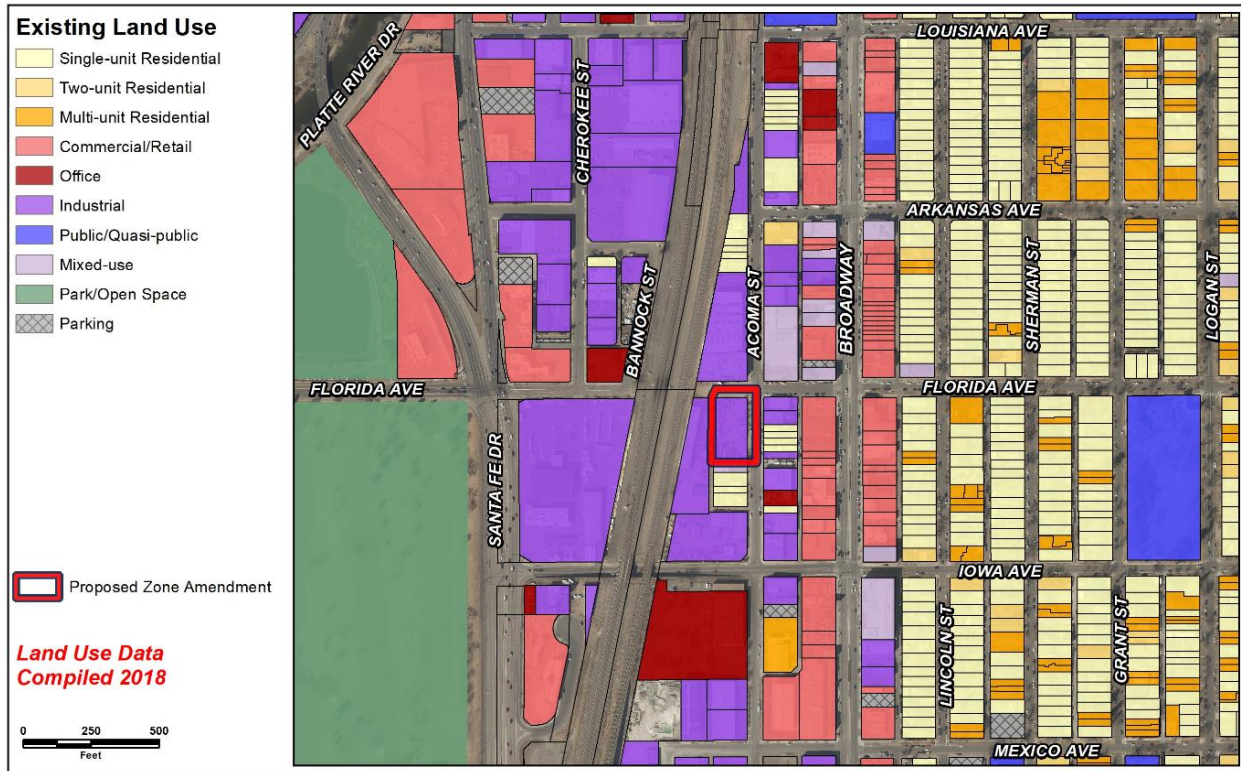 Existing Land Use
Single-unit Residential
Two-unit Residential
Multi-unit Residential
Commercial/Retail
Office
Industrial
Public/Quasi-public
Mixed-use
Park/Open Space
Parking
Proposed Zone Amendment
Land Use Data
Compiled 2018
0 250 500
Feet
LOUISIANA AVE
PLATTE RIVER DR
CHEROKEE ST
ARKANSAS AVE
BANNOCK ST
ACOMA ST
BROADWAY
SHERMAN ST
LOGAN ST
FLORIDA AVE
FLORIDA AVE
SANTA FE DR
IOWA AVE
LINCOLN ST
GRANT ST
MEXICO AVE